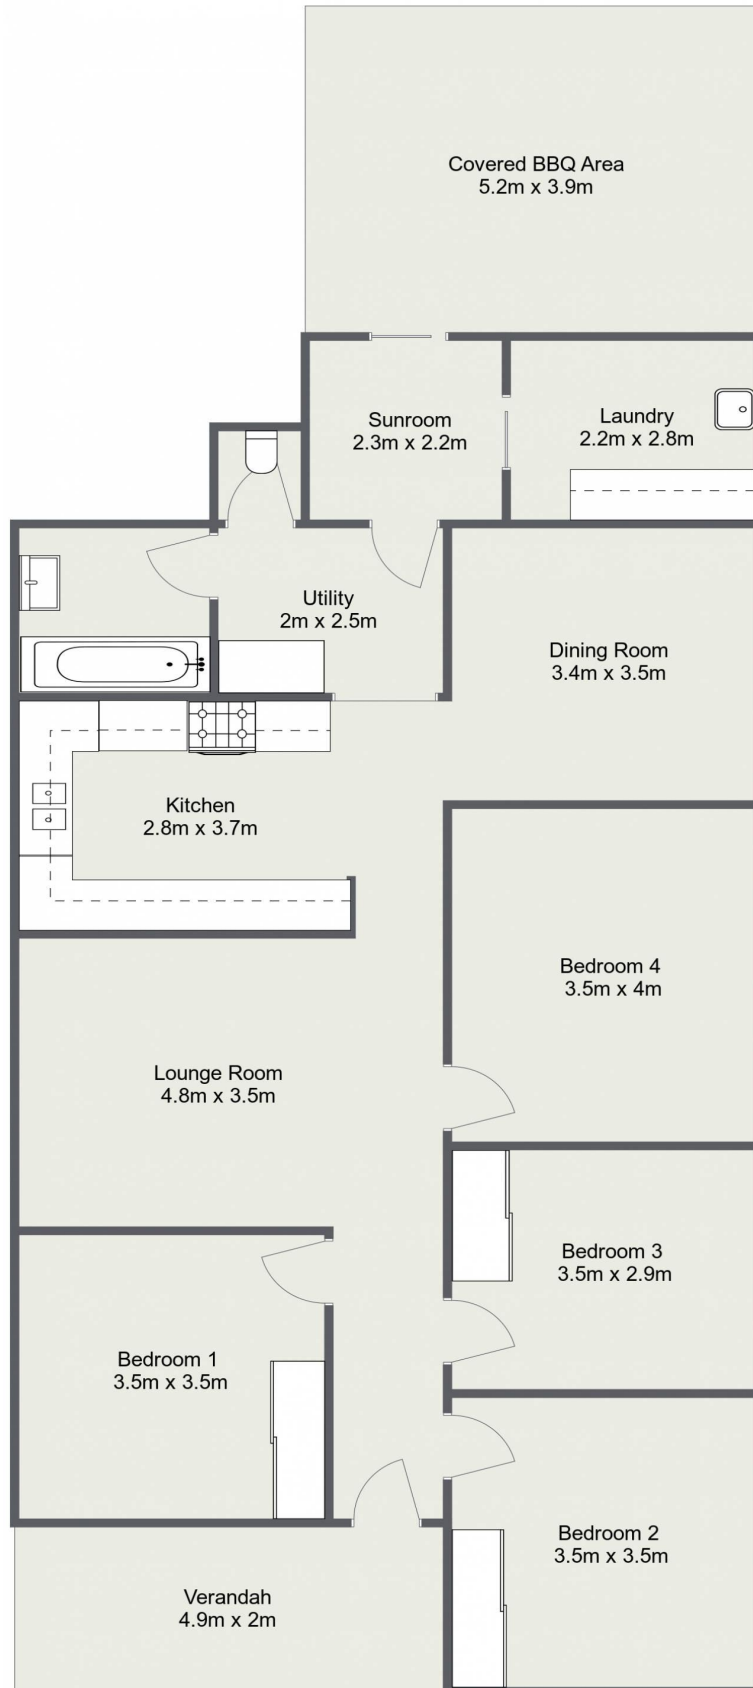 Covered BBQ Area
5.2m x 3.9m
Sunroom
2.3m x 2.2m
Laundry
2.2m x 2.8m
Utility
2m x 2.5m
Dining Room
3.4m x 3.5m
Kitchen
2.8m x 3.7m
Bedroom 4
3.5m x 4m
Lounge Room
4.8m x 3.5m
Bedroom 3
3.5m x 2.9m
Bedroom 1
3.5m x 3.5m
Bedroom 2
3.5m x 3.5m
Verandah
4.9m x 2m